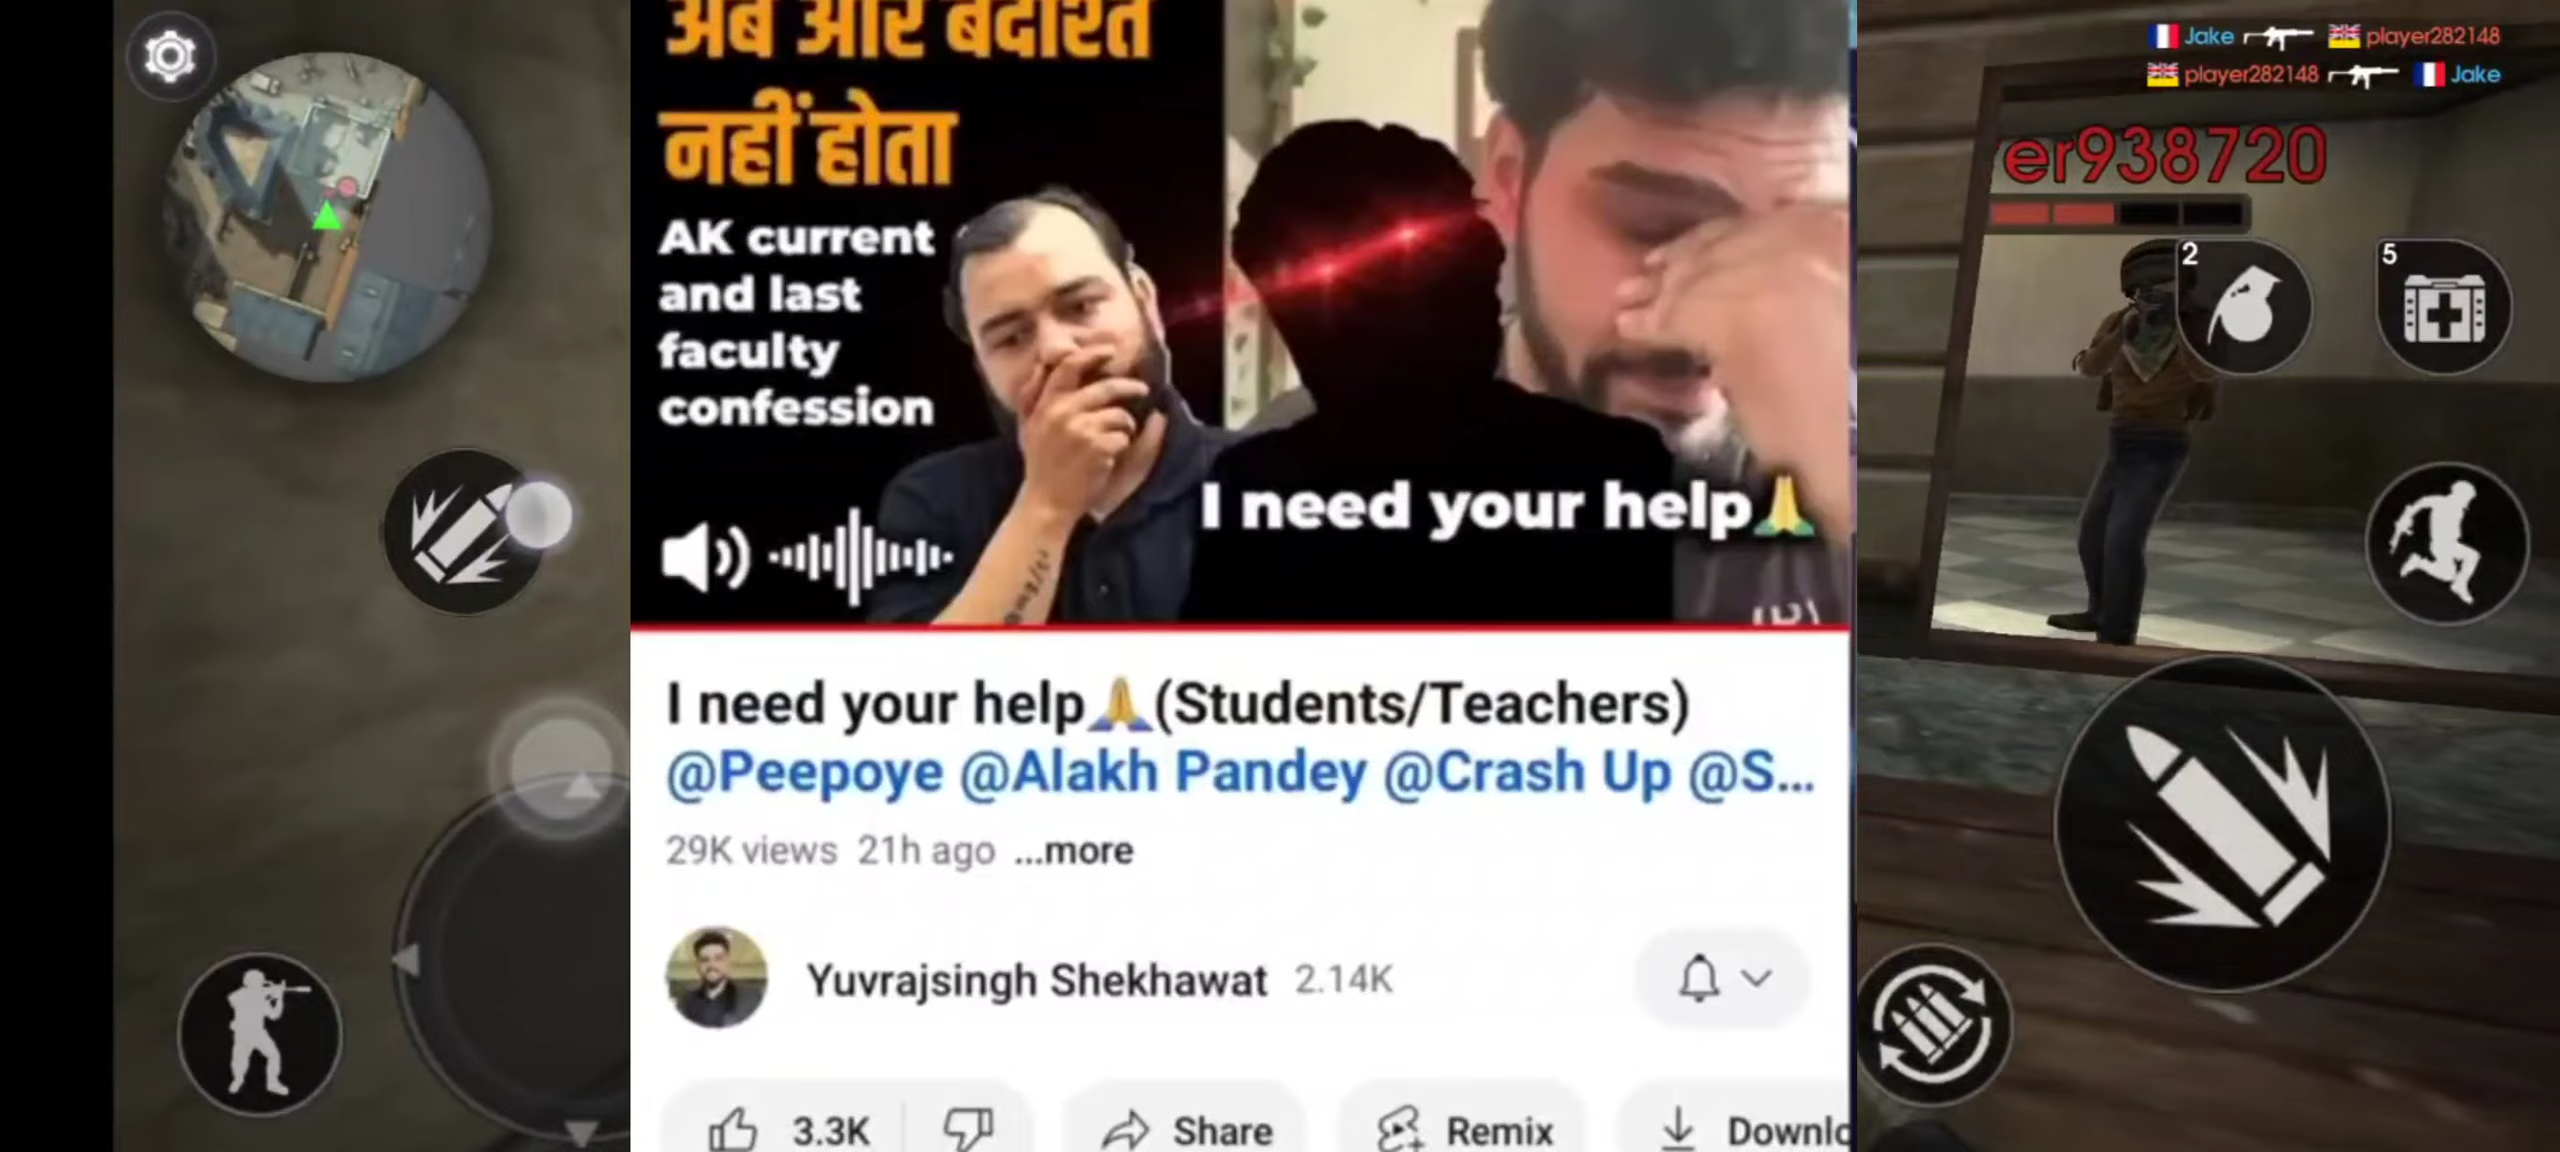 अब और बर्दाश्त
नहीं होता
AK current
and last
faculty
confession
I need your help🙏
I need your help🙏(Students/Teachers)
@Peepoye @Alakh Pandey @Crash Up @S...
29K views 21h ago ...more
Yuvrajsingh Shekhawat 2.14K
3.3K Share Remix Downlo
Jake player282148
player282148 Jake
er938720
2 5